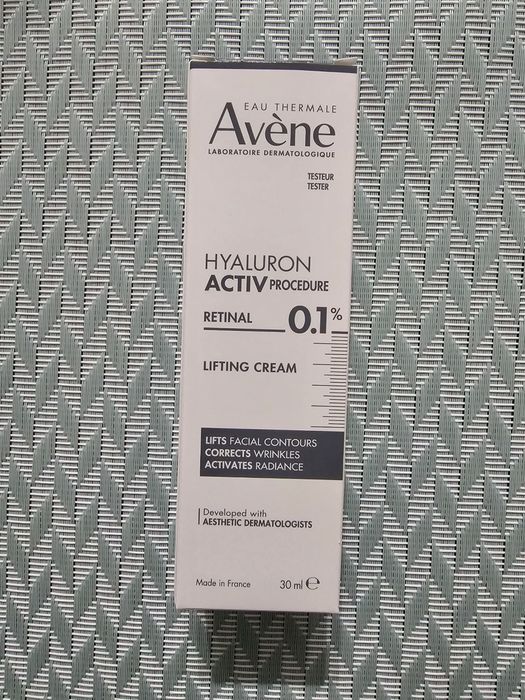 EAU THERMALE
Avène
LABORATOIRE DERMATOLOGIQUE
TESTEUR
TESTER
HYALURON
ACTIV PROCEDURE
RETINAL 0.1%
LIFTING CREAM
LIFTS FACIAL CONTOURS
CORRECTS WRINKLES
ACTIVATES RADIANCE
Developed with
AESTHETIC DERMATOLOGISTS
Made in France 30 ml ℮